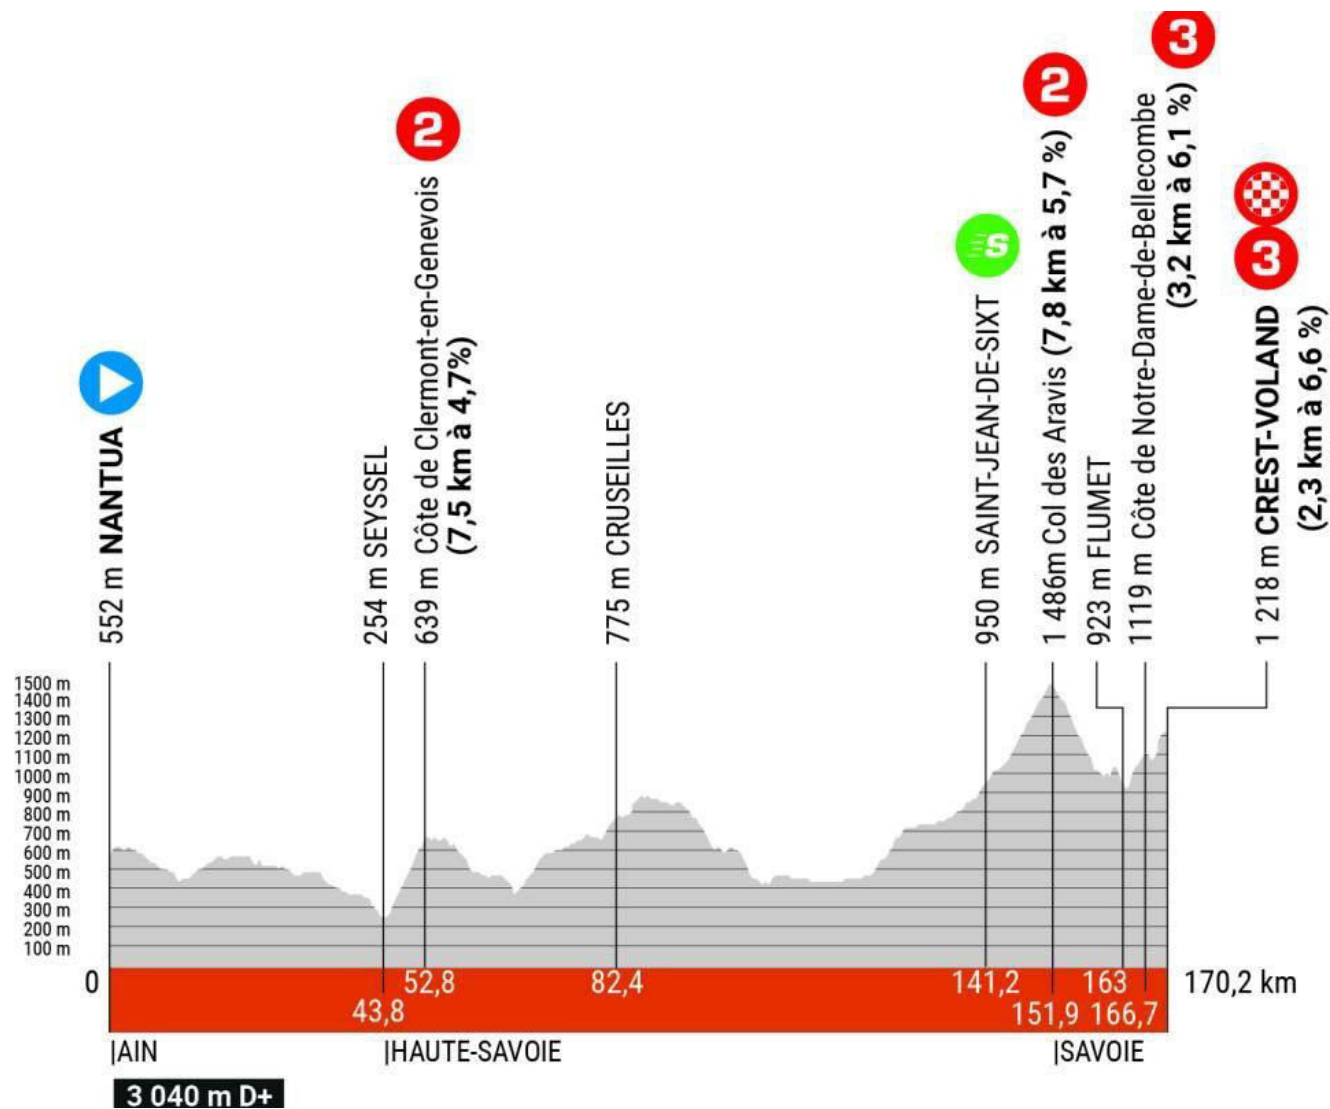 3
2
2
3
S
552 m NANTUA
254 m SEYSSEL
639 m Côte de Clermont-en-Genevois
(7,5 km à 4,7%)
775 m CRUSEILLES
950 m SAINT-JEAN-DE-SIXT
1 486m Col des Aravis (7,8 km à 5,7 %)
923 m FLUMET
1119 m Côte de Notre-Dame-de-Bellecombe
(3,2 km à 6,1 %)
1 218 m CREST-VOLAND
(2,3 km à 6,6 %)
1500 m
1400 m
1300 m
1200 m
1100 m
1000 m
900 m
800 m
700 m
600 m
500 m
400 m
300 m
200 m
100 m
0
52,8
82,4
141,2
163
170,2 km
43,8
151,9
166,7
|AIN
|HAUTE-SAVOIE
|SAVOIE
3 040 m D+